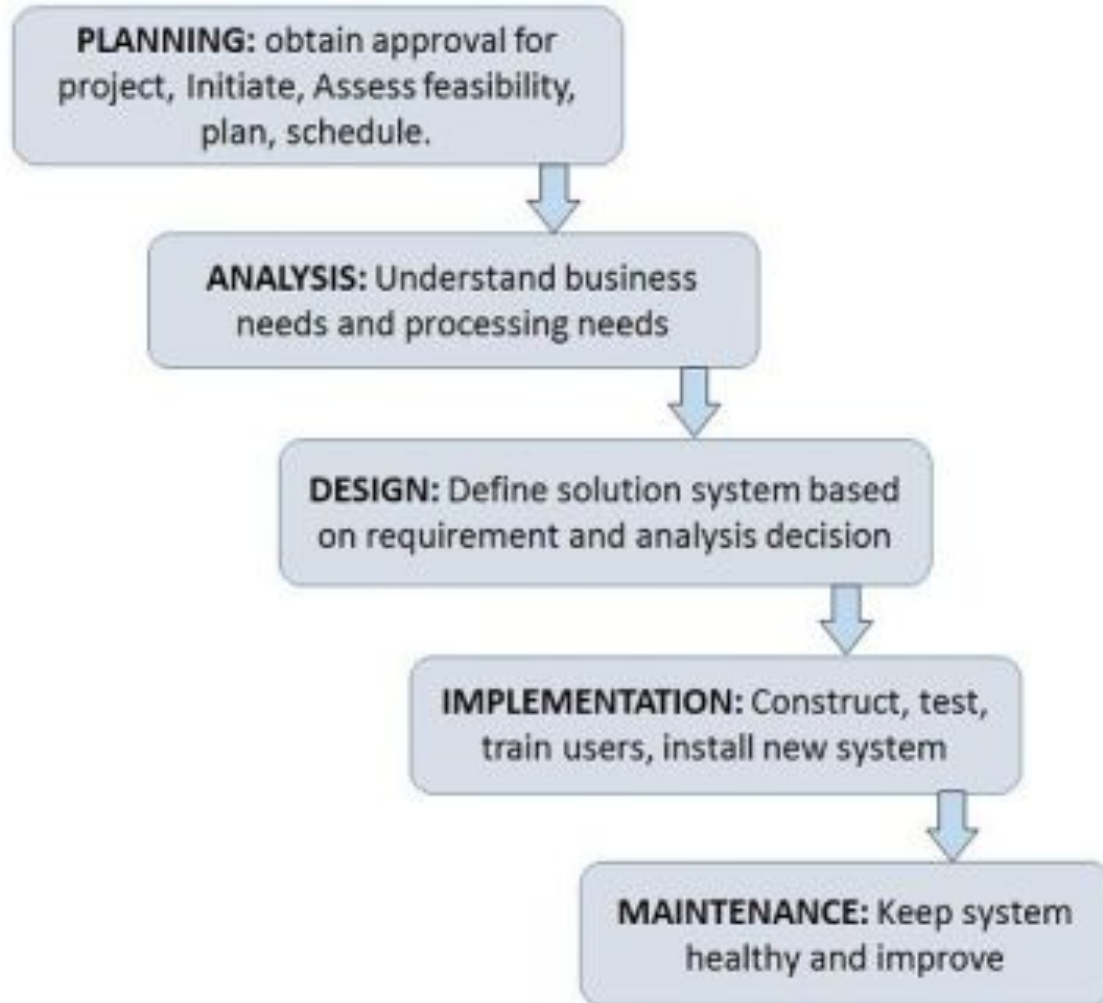 PLANNING: obtain approval for
project, Initiate, Assess feasibility,
plan, schedule.
ANALYSIS: Understand business
needs and processing needs
DESIGN: Define solution system based
on requirement and analysis decision
IMPLEMENTATION: Construct, test,
train users, install new system
MAINTENANCE: Keep system
healthy and improve